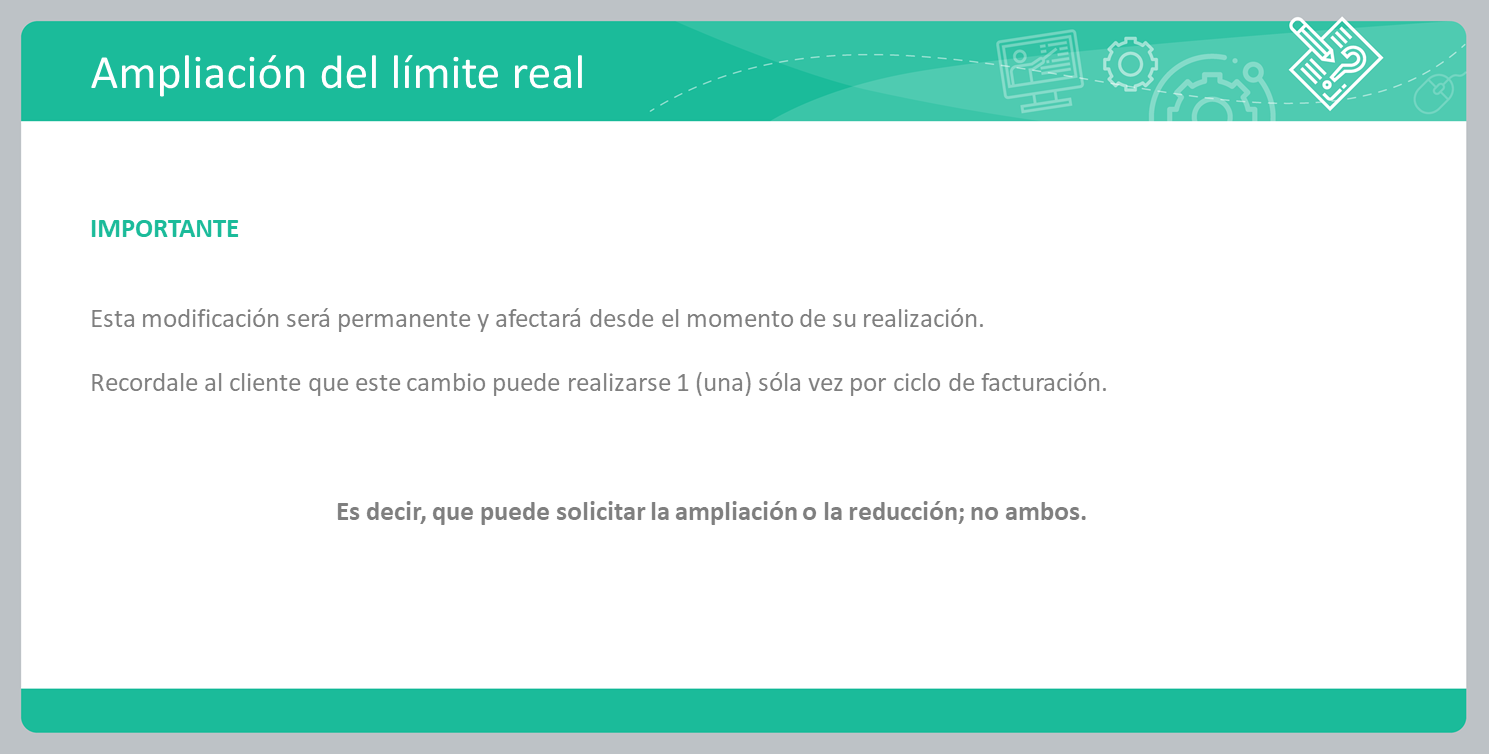 Ampliación del límite real
IMPORTANTE
Esta modificación será permanente y afectará desde el momento de su realización.
Recordale al cliente que este cambio puede realizarse 1 (una) sóla vez por ciclo de facturación.
Es decir, que puede solicitar la ampliación o la reducción; no ambos.